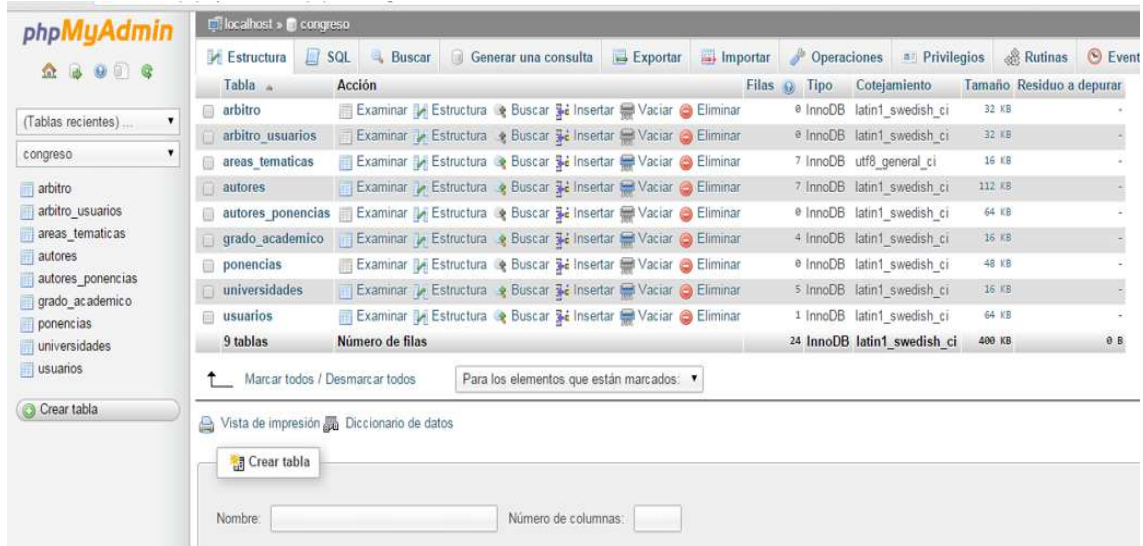 phpMyAdmin
(Tablas recientes) ...
congreso
arbitro
arbitro_usuarios
areas_tematicas
autores
autores_ponencias
grado_academico
ponencias
universidades
usuarios
Crear tabla
localhost » congreso
Estructura SQL Buscar Generar una consulta Exportar Importar Operaciones Privilegios Rutinas Event
Tabla Acción Filas Tipo Cotejamiento Tamaño Residuo a depurar
arbitro Examinar Estructura Buscar Insertar Vaciar Eliminar 0 InnoDB latin1_swedish_ci 32 KB -
arbitro_usuarios Examinar Estructura Buscar Insertar Vaciar Eliminar 0 InnoDB latin1_swedish_ci 32 KB -
areas_tematicas Examinar Estructura Buscar Insertar Vaciar Eliminar 7 InnoDB utf8_general_ci 16 KB -
autores Examinar Estructura Buscar Insertar Vaciar Eliminar 7 InnoDB latin1_swedish_ci 112 KB -
autores_ponencias Examinar Estructura Buscar Insertar Vaciar Eliminar 0 InnoDB latin1_swedish_ci 64 KB -
grado_academico Examinar Estructura Buscar Insertar Vaciar Eliminar 4 InnoDB latin1_swedish_ci 16 KB -
ponencias Examinar Estructura Buscar Insertar Vaciar Eliminar 0 InnoDB latin1_swedish_ci 48 KB -
universidades Examinar Estructura Buscar Insertar Vaciar Eliminar 5 InnoDB latin1_swedish_ci 16 KB -
usuarios Examinar Estructura Buscar Insertar Vaciar Eliminar 1 InnoDB latin1_swedish_ci 64 KB -
9 tablas Número de filas 24 InnoDB latin1_swedish_ci 400 KB 0 B
Marcar todos / Desmarcar todos Para los elementos que están marcados:
Vista de impresión Diccionario de datos
Crear tabla
Nombre: Número de columnas: